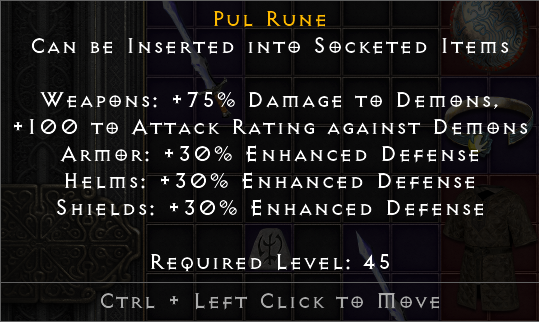 Pul Rune
Can be Inserted into Socketed Items
Weapons: +75% Damage to Demons,
+100 to Attack Rating against Demons
Armor: +30% Enhanced Defense
Helms: +30% Enhanced Defense
Shields: +30% Enhanced Defense
Required Level: 45
Ctrl + Left Click to Move